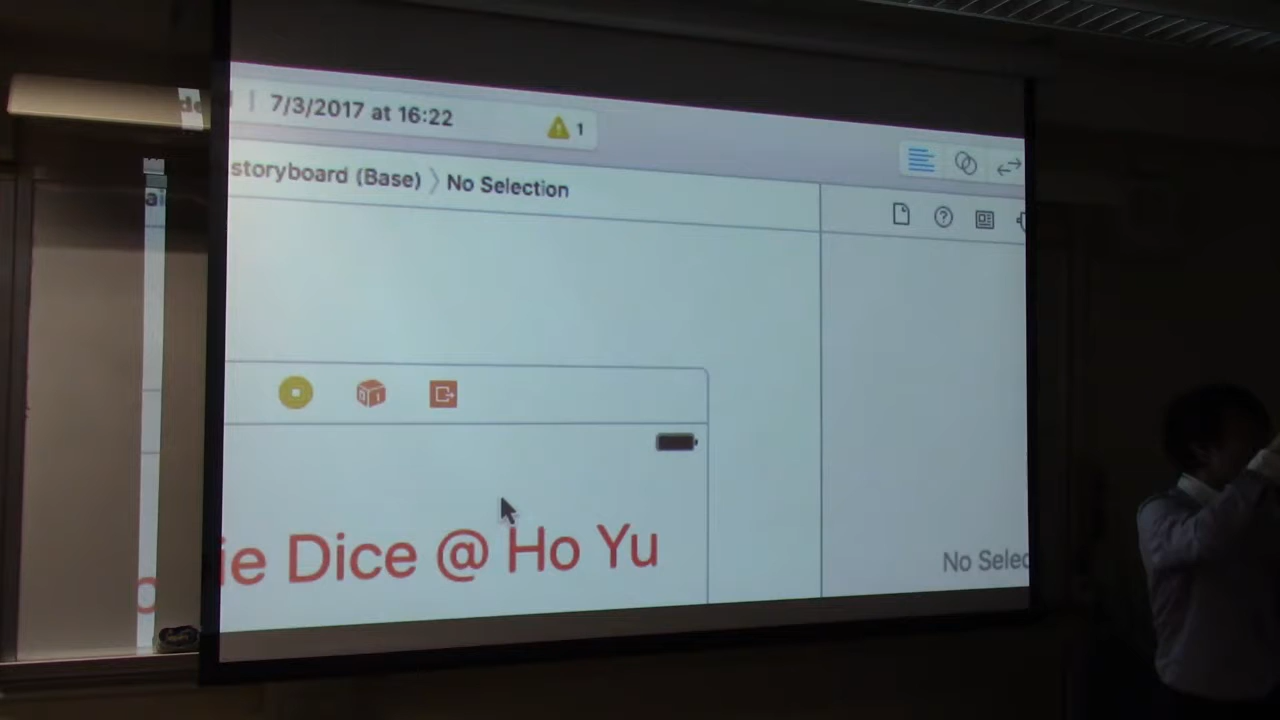 7/3/2017 at 16:22
1
storyboard (Base) 〉 No Selection
ie Dice @ Ho Yu
No Selec